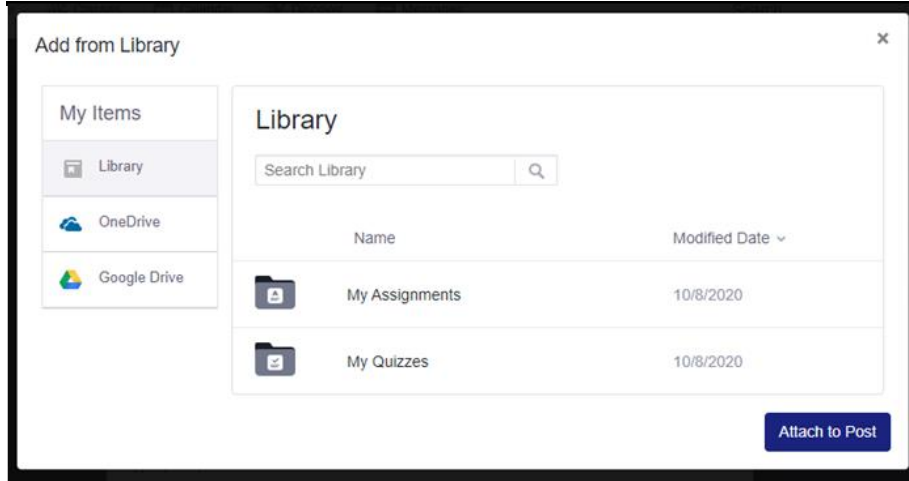 Add from Library
×
My Items
Library
OneDrive
Google Drive
Library
Search Library
Name Modified Date
My Assignments 10/8/2020
My Quizzes 10/8/2020
Attach to Post